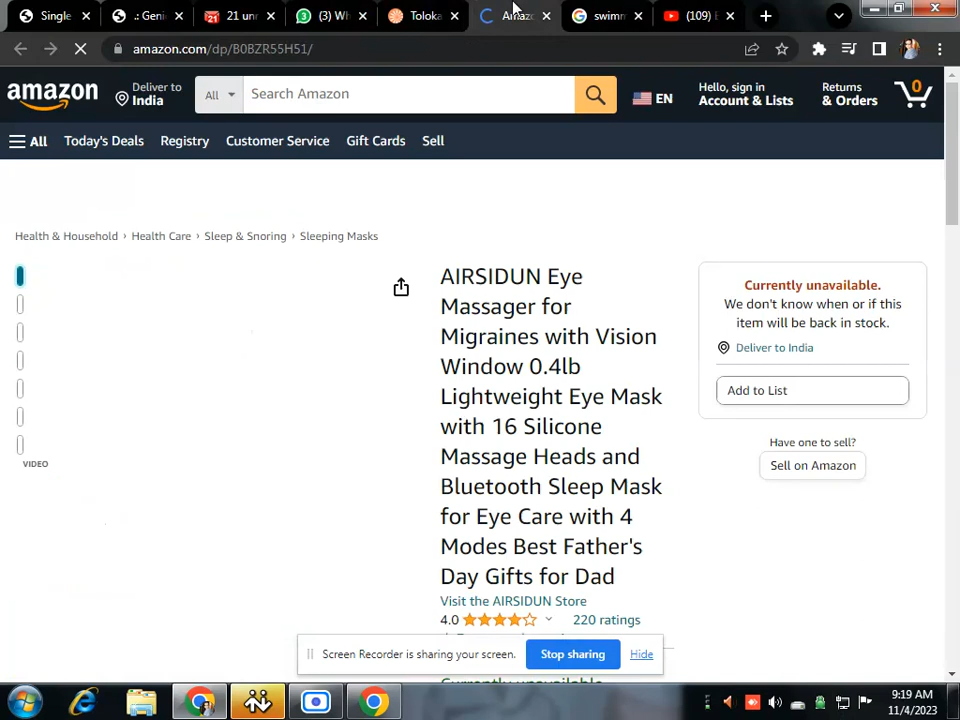 Single
.: Geni
21 unr
(3) Wh
Toloka
Amaz
swimm
(109) B
amazon.com/dp/B0BZR55H51/
amazon
Deliver to
India
All
Search Amazon
EN
Hello, sign in
Account & Lists
Returns
& Orders
0
All
Today's Deals
Registry
Customer Service
Gift Cards
Sell
Health & Household › Health Care › Sleep & Snoring › Sleeping Masks
VIDEO
AIRSIDUN Eye
Massager for
Migraines with Vision
Window 0.4lb
Lightweight Eye Mask
with 16 Silicone
Massage Heads and
Bluetooth Sleep Mask
for Eye Care with 4
Modes Best Father's
Day Gifts for Dad
Visit the AIRSIDUN Store
4.0
220 ratings
Currently unavailable.
We don't know when or if this
item will be back in stock.
Deliver to India
Add to List
Have one to sell?
Sell on Amazon
Screen Recorder is sharing your screen.
Stop sharing
Hide
Currently unavailable
9:19 AM
11/4/2023